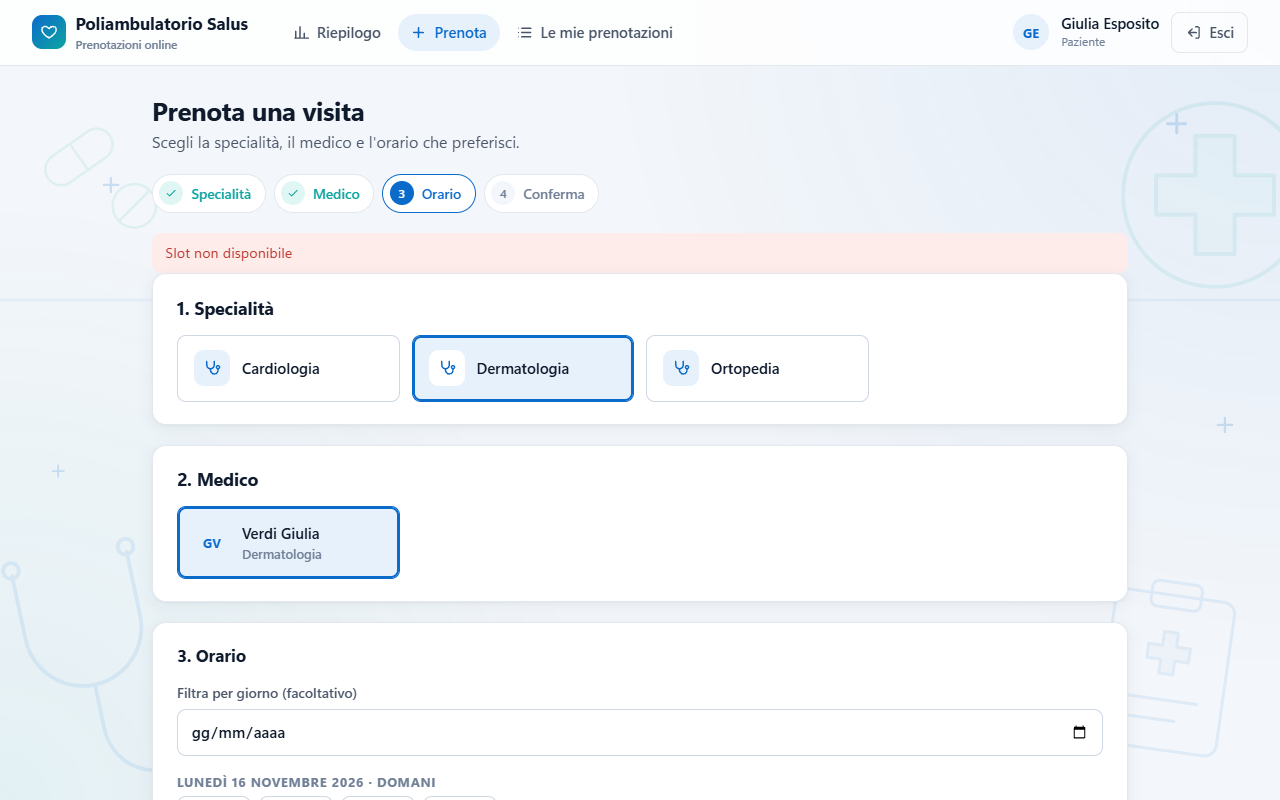 Poliambulatorio Salus
Prenotazioni online
Riepilogo
Prenota
Le mie prenotazioni
GE
Giulia Esposito
Paziente
Esci
Prenota una visita
Scegli la specialità, il medico e l'orario che preferisci.
Specialità
Medico
3 Orario
4 Conferma
Slot non disponibile
1. Specialità
Cardiologia
Dermatologia
Ortopedia
2. Medico
GV
Verdi Giulia
Dermatologia
3. Orario
Filtra per giorno (facoltativo)
gg/mm/aaaa
LUNEDÌ 16 NOVEMBRE 2026 · DOMANI